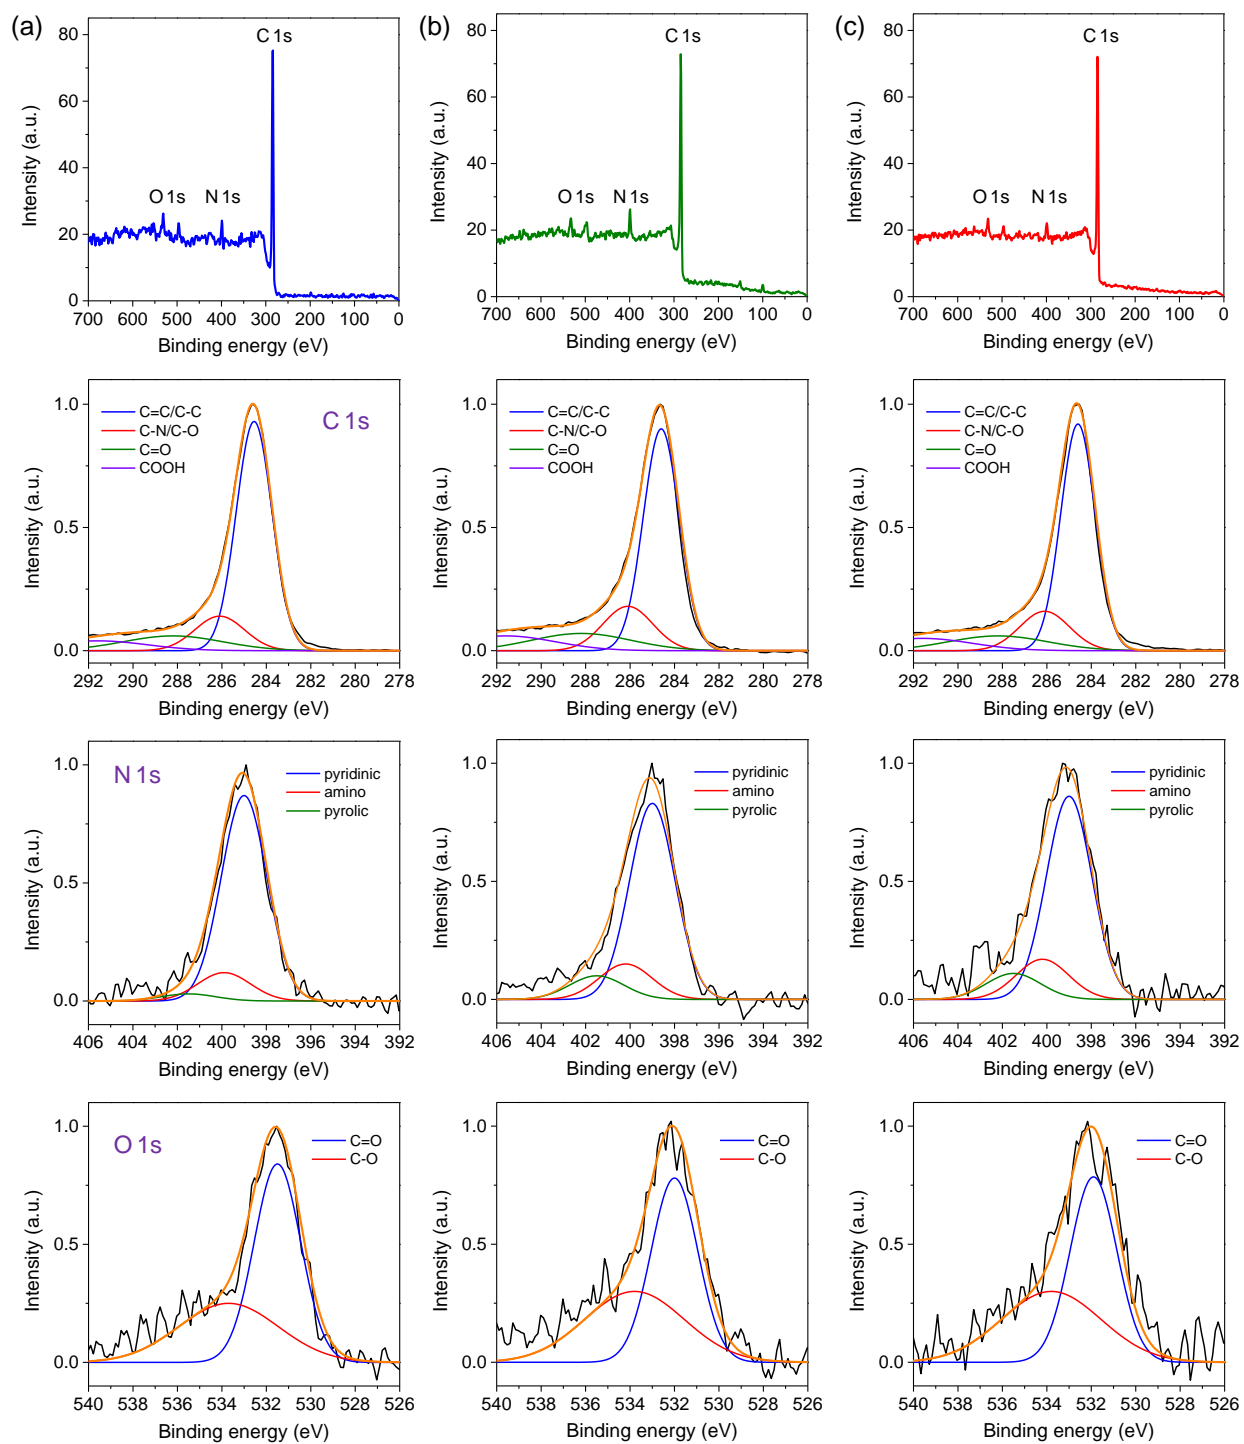 (a)
Intensity (a.u.)
80
60
40
20
0
C 1s
O 1s
N 1s
700 600 500 400 300 200 100 0
Binding energy (eV)
(b)
Intensity (a.u.)
80
60
40
20
0
C 1s
O 1s
N 1s
700 600 500 400 300 200 100 0
Binding energy (eV)
(c)
Intensity (a.u.)
80
60
40
20
0
C 1s
O 1s
N 1s
700 600 500 400 300 200 100 0
Binding energy (eV)
Intensity (a.u.)
1.0
0.5
0.0
C=C/C-C
C-N/C-O
C=O
COOH
C 1s
292 290 288 286 284 282 280 278
Binding energy (eV)
Intensity (a.u.)
1.0
0.5
0.0
C=C/C-C
C-N/C-O
C=O
COOH
292 290 288 286 284 282 280 278
Binding energy (eV)
Intensity (a.u.)
1.0
0.5
0.0
C=C/C-C
C-N/C-O
C=O
COOH
292 290 288 286 284 282 280 278
Binding energy (eV)
Intensity (a.u.)
1.0
0.5
0.0
N 1s
pyridinic
amino
pyrolic
406 404 402 400 398 396 394 392
Binding energy (eV)
Intensity (a.u.)
1.0
0.5
0.0
pyridinic
amino
pyrolic
406 404 402 400 398 396 394 392
Binding energy (eV)
Intensity (a.u.)
1.0
0.5
0.0
pyridinic
amino
pyrolic
406 404 402 400 398 396 394 392
Binding energy (eV)
Intensity (a.u.)
1.0
0.5
0.0
O 1s
C=O
C-O
540 538 536 534 532 530 528 526
Binding energy (eV)
Intensity (a.u.)
1.0
0.5
0.0
C=O
C-O
540 538 536 534 532 530 528 526
Binding energy (eV)
Intensity (a.u.)
1.0
0.5
0.0
C=O
C-O
540 538 536 534 532 530 528 526
Binding energy (eV)